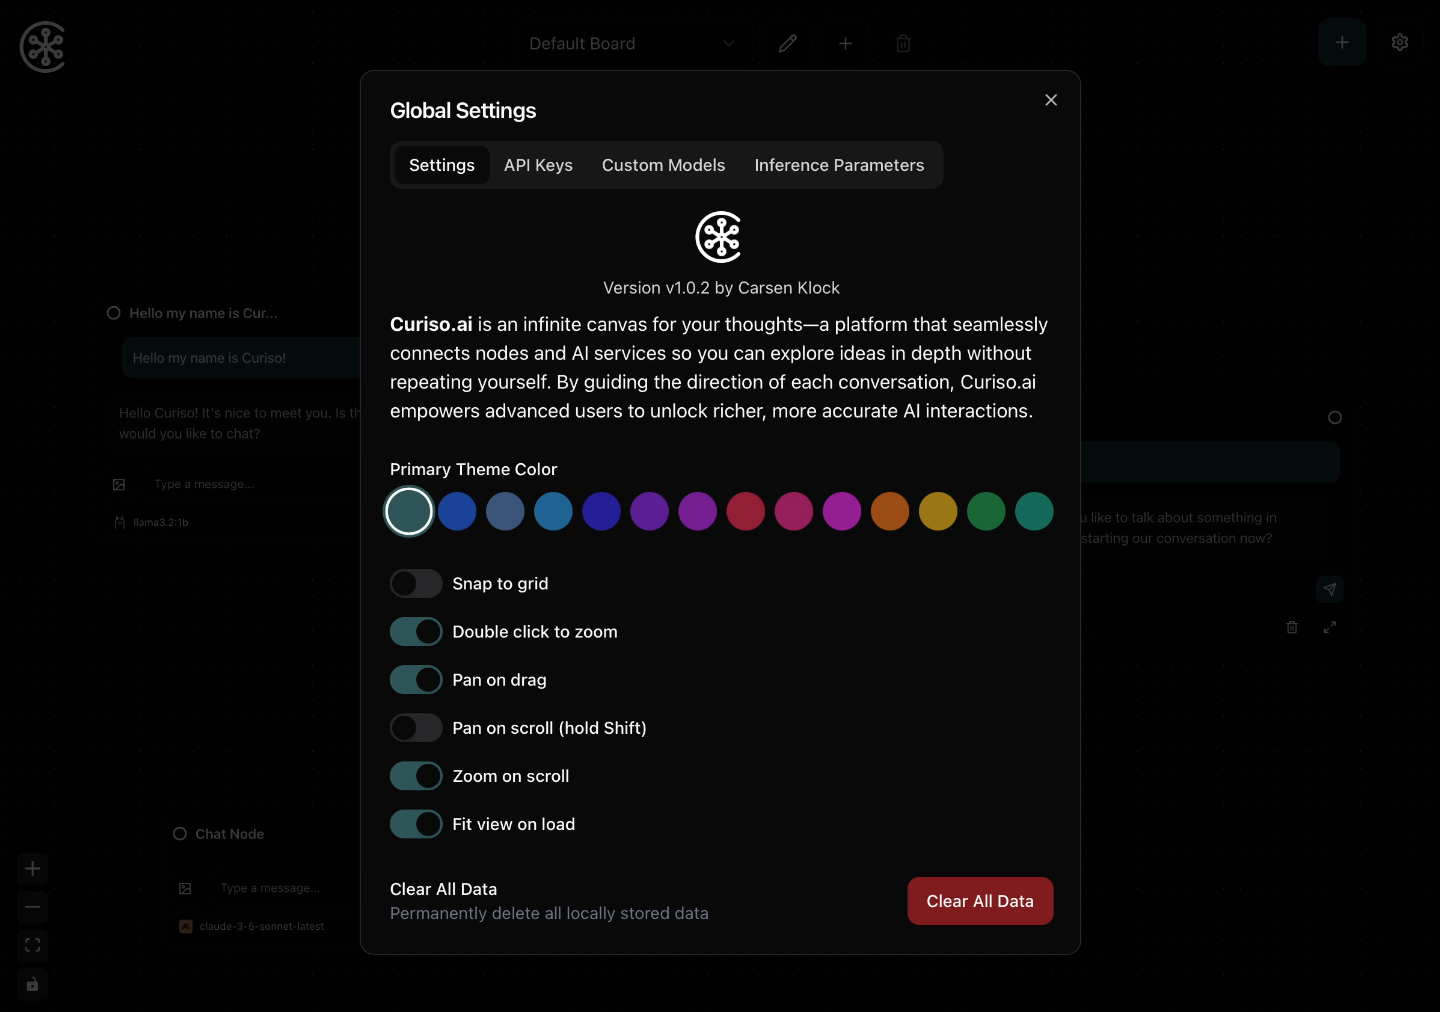 Default Board
Global Settings
Settings
API Keys
Custom Models
Inference Parameters
Version v1.0.2 by Carsen Klock
Curiso.ai is an infinite canvas for your thoughts—a platform that seamlessly
connects nodes and AI services so you can explore ideas in depth without
repeating yourself. By guiding the direction of each conversation, Curiso.ai
empowers advanced users to unlock richer, more accurate AI interactions.
Primary Theme Color
Snap to grid
Double click to zoom
Pan on drag
Pan on scroll (hold Shift)
Zoom on scroll
Fit view on load
Clear All Data
Permanently delete all locally stored data
Clear All Data
Hello my name is Cur...
Hello my name is Curiso!
Hello Curiso! It's nice to meet you. Is
would you like to chat?
Type a message...
llama3.2:1b
like to talk about something in
starting our conversation now?
Chat Node
Type a message...
AI
claude-3-5-sonnet-latest